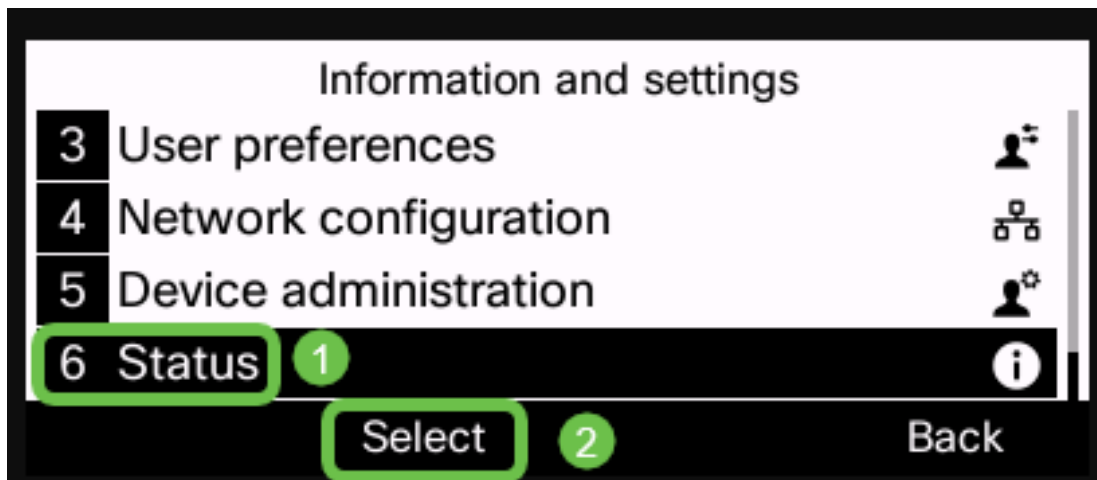 Information and settings
3 User preferences
4 Network configuration
5 Device administration
6 Status 1
Select 2 Back